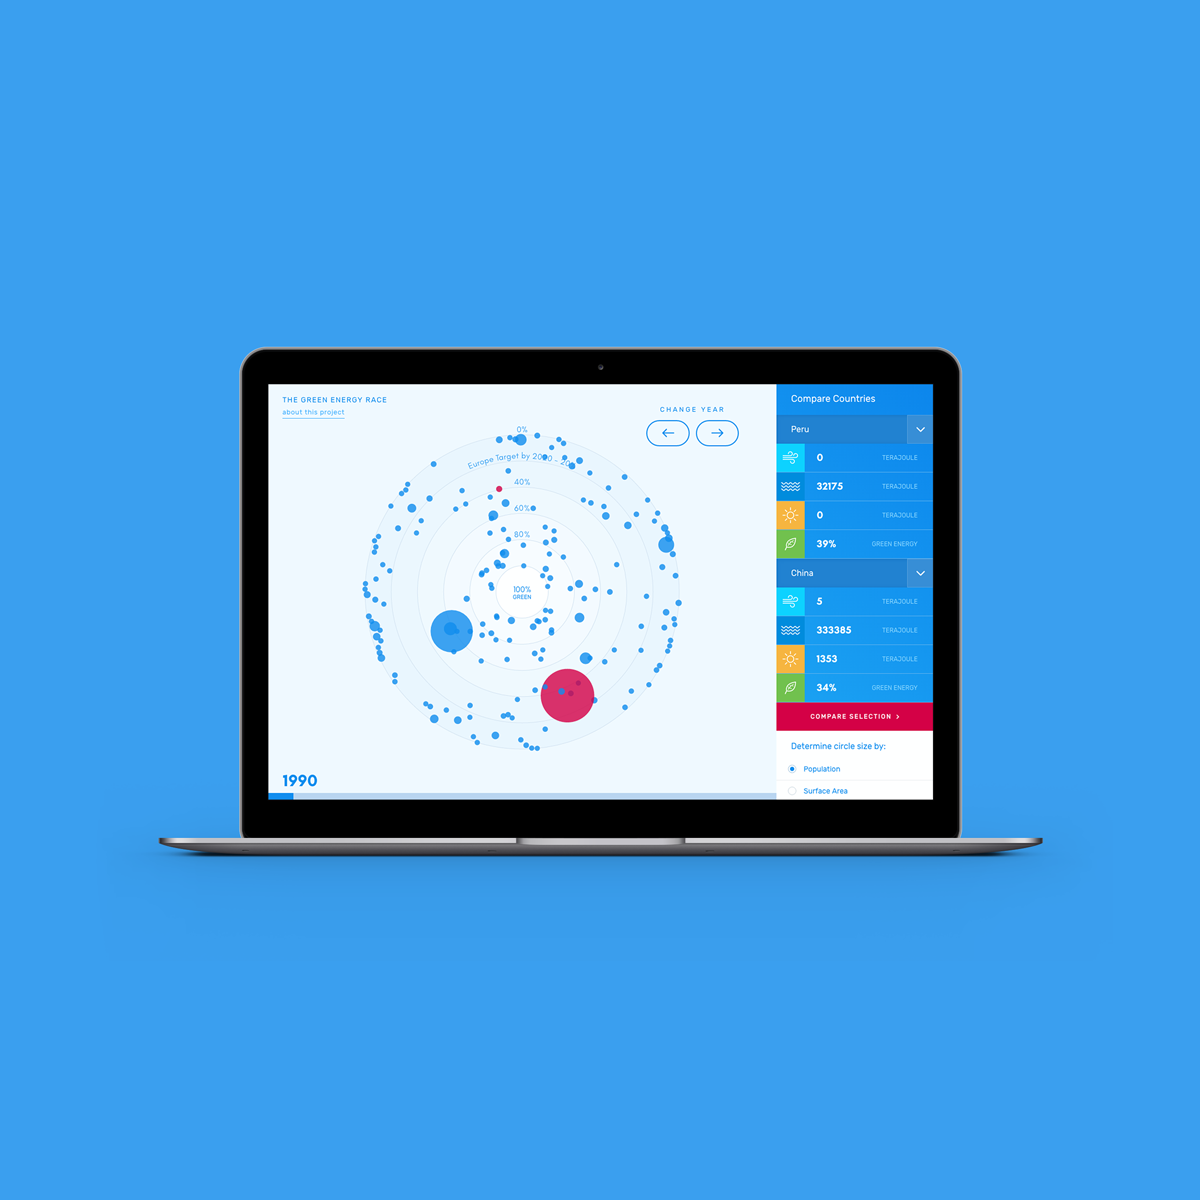 THE GREEN ENERGY RACE
about this project
CHANGE YEAR
0%
Europe Target by 20
40%
60%
80%
100%
GREEN
1990
Compare Countries
Peru
0 TERAJOULE
32175 TERAJOULE
0 TERAJOULE
39% GREEN ENERGY
China
5 TERAJOULE
333385 TERAJOULE
1353 TERAJOULE
34% GREEN ENERGY
COMPARE SELECTION
Determine circle size by:
Population
Surface Area